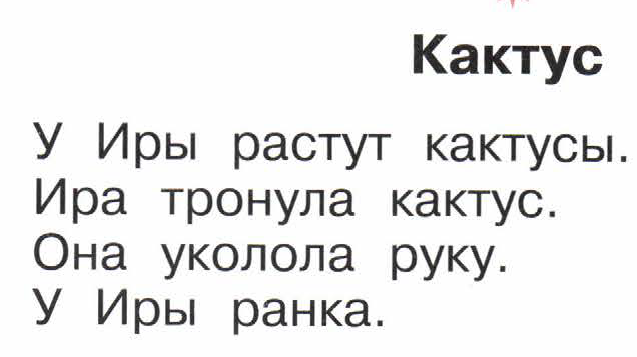 Кактус
У Иры растут кактусы.
Ира тронула кактус.
Она уколола руку.
У Иры ранка.